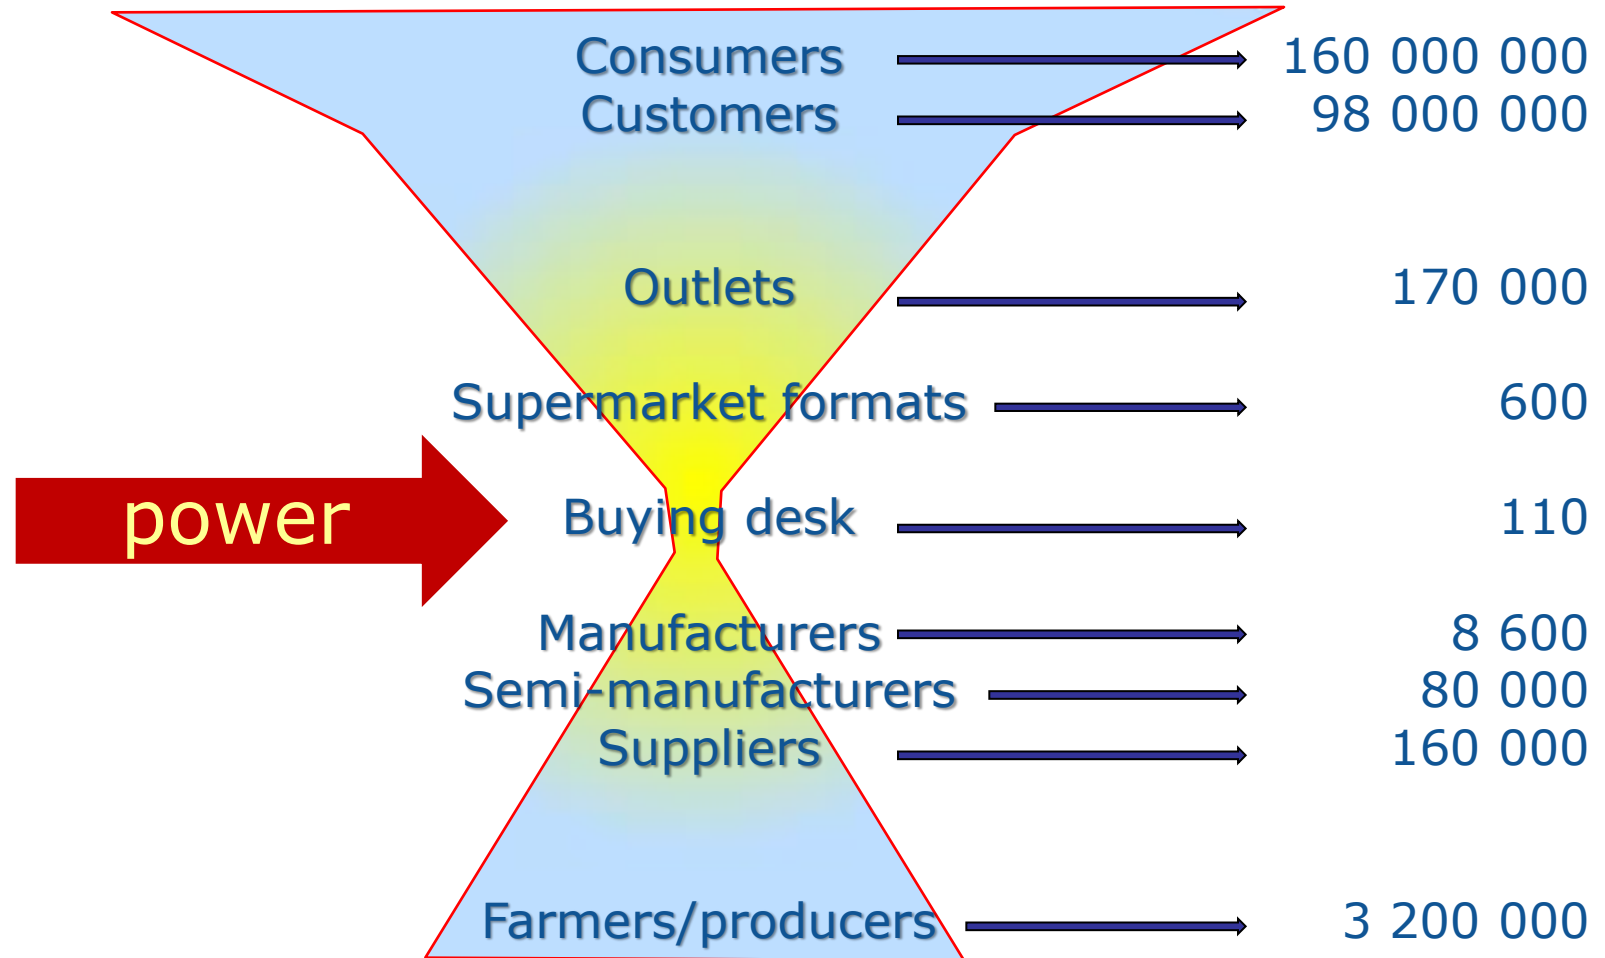 Consumers 160 000 000
Customers 98 000 000
Outlets 170 000
Supermarket formats 600
power Buying desk 110
Manufacturers 8 600
Semi-manufacturers 80 000
Suppliers 160 000
Farmers/producers 3 200 000